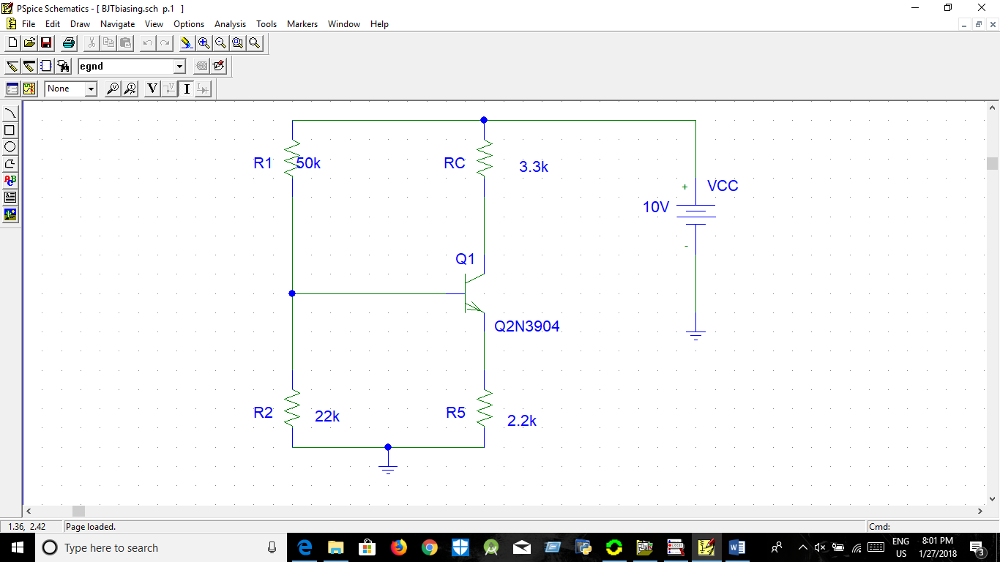 PSpice Schematics - [ BJTbiasing.sch p.1 ]
File Edit Draw Navigate View Options Analysis Tools Markers Window Help
egnd
None
V
I
ABC
R1 50k
RC 3.3k
+ VCC
10V
-
Q1
Q2N3904
R2 22k
R5 2.2k
1.36, 2.42 Page loaded. Cmd:
Type here to search
ENG 8:01 PM
US 1/27/2018
3